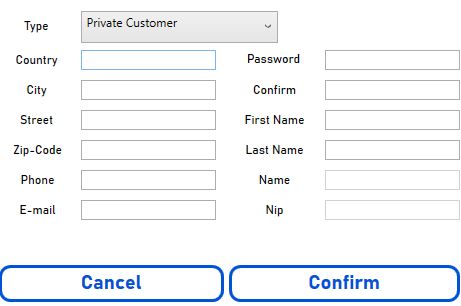 Type Private Customer
Country Password
City Confirm
Street First Name
Zip-Code Last Name
Phone Name
E-mail Nip
Cancel Confirm